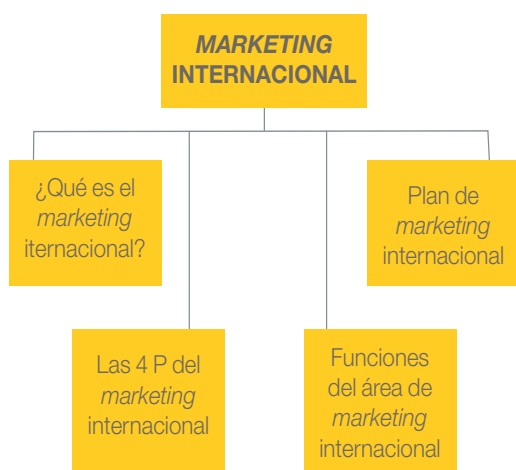 MARKETING
INTERNACIONAL
¿Qué es el
marketing
iternacional?
Plan de
marketing
internacional
Las 4 P del
marketing
internacional
Funciones
del área de
marketing
internacional